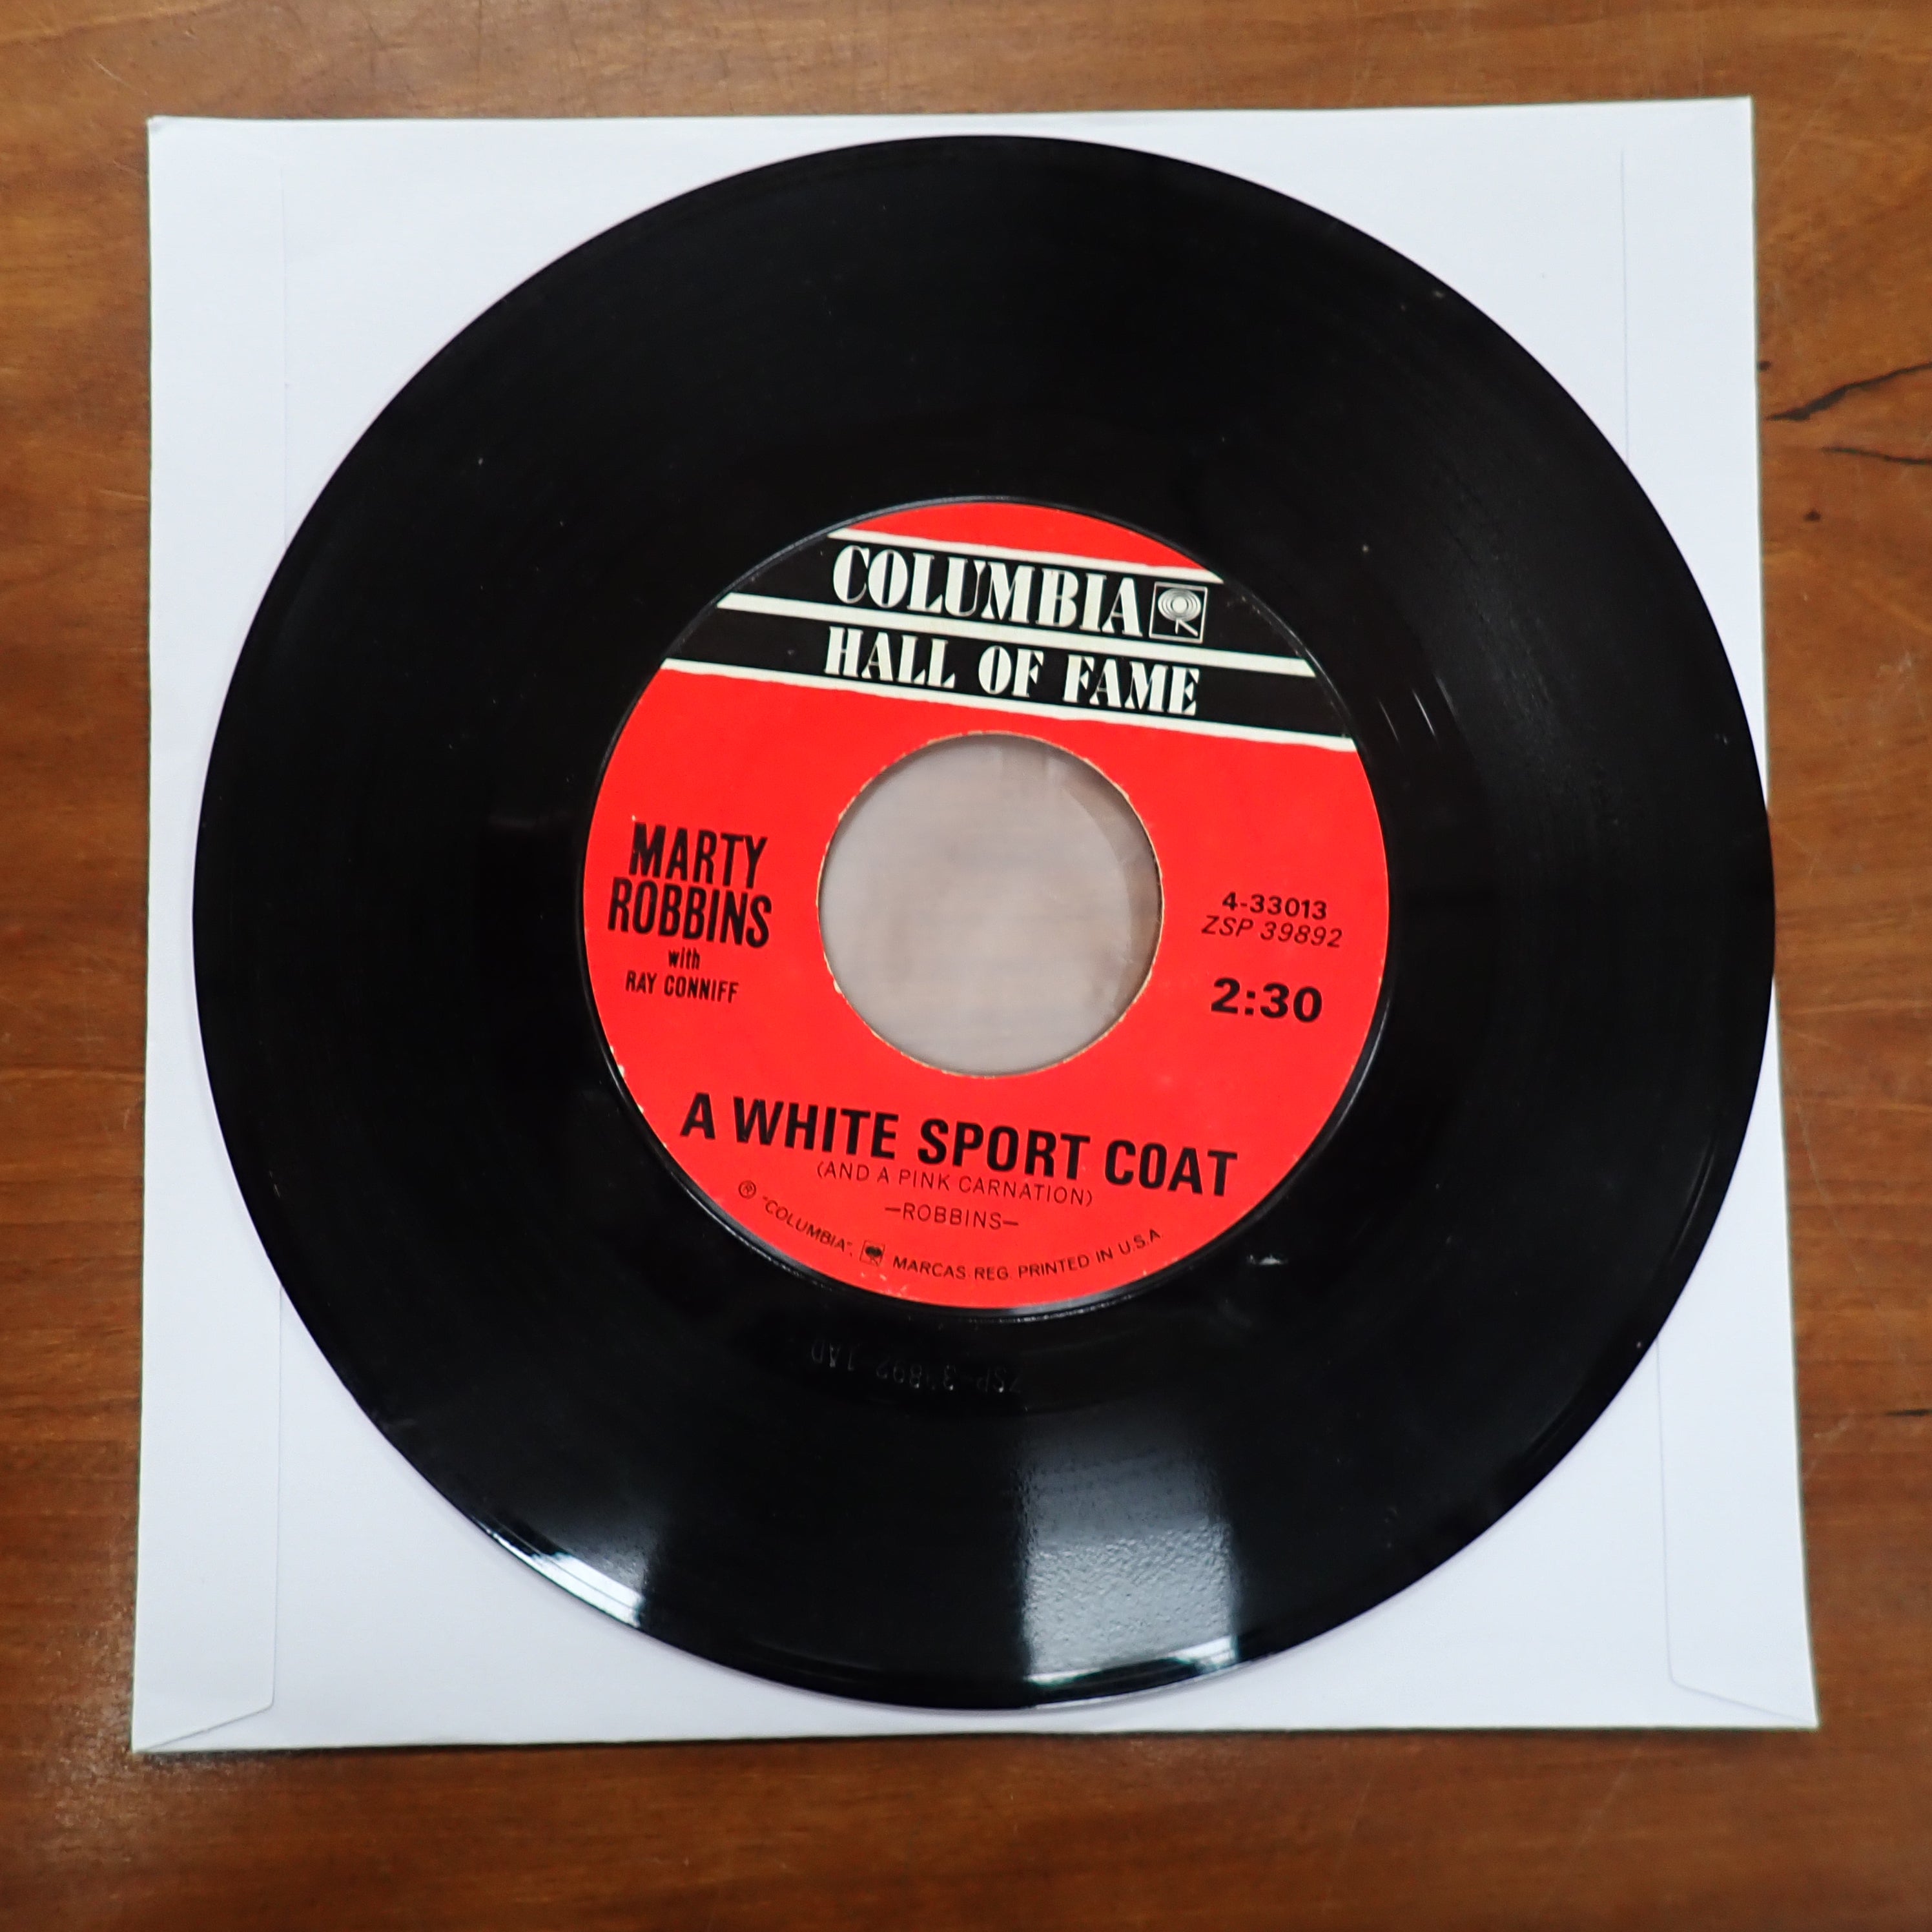 COLUMBIA
HALL OF FAME
MARTY
ROBBINS
with
RAY CONNIFF
4-33013
ZSP 39892
2:30
A WHITE SPORT COAT
(AND A PINK CARNATION)
—ROBBINS—
Ⓡ "COLUMBIA", MARCAS REG. PRINTED IN U.S.A